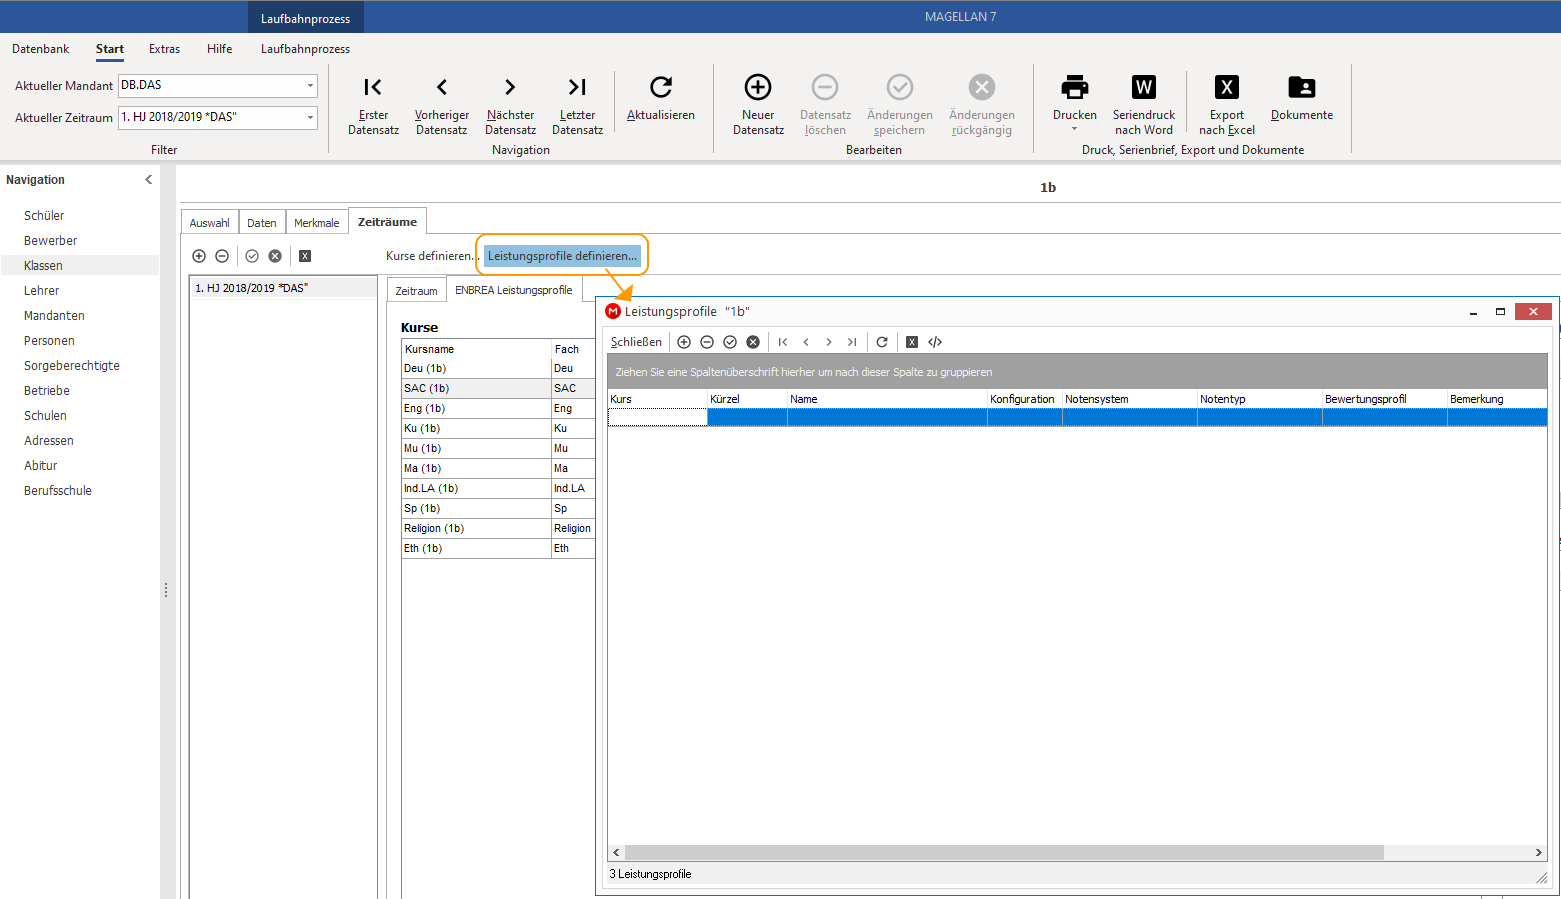 Laufbahnprozess
MAGELLAN 7
Datenbank Start Extras Hilfe Laufbahnprozess
Aktueller Mandant DB.DAS
Aktueller Zeitraum 1. HJ 2018/2019 *DAS"
Filter
Erster Datensatz
Vorheriger Datensatz
Nächster Datensatz
Letzter Datensatz
Aktualisieren
Navigation
Neuer Datensatz
Datensatz löschen
Änderungen speichern
Änderungen rückgängig
Bearbeiten
Drucken
Seriendruck nach Word
Export nach Excel
Dokumente
Druck, Serienbrief, Export und Dokumente
Navigation
Schüler
Bewerber
Klassen
Lehrer
Mandanten
Personen
Sorgeberechtigte
Betriebe
Schulen
Adressen
Abitur
Berufsschule
1b
Auswahl Daten Merkmale Zeiträume
Kurse definieren... Leistungsprofile definieren...
1. HJ 2018/2019 *DAS"
Zeitraum ENBREA Leistungsprofile
Kurse
Kursname Fach
Deu (1b) Deu
SAC (1b) SAC
Eng (1b) Eng
Ku (1b) Ku
Mu (1b) Mu
Ma (1b) Ma
Ind.LA (1b) Ind.LA
Sp (1b) Sp
Religion (1b) Religion
Eth (1b) Eth
Leistungsprofile "1b"
Schließen
Ziehen Sie eine Spaltenüberschrift hierher um nach dieser Spalte zu gruppieren
Kurs Kürzel Name Konfiguration Notensystem Notentyp Bewertungsprofil Bemerkung
3 Leistungsprofile